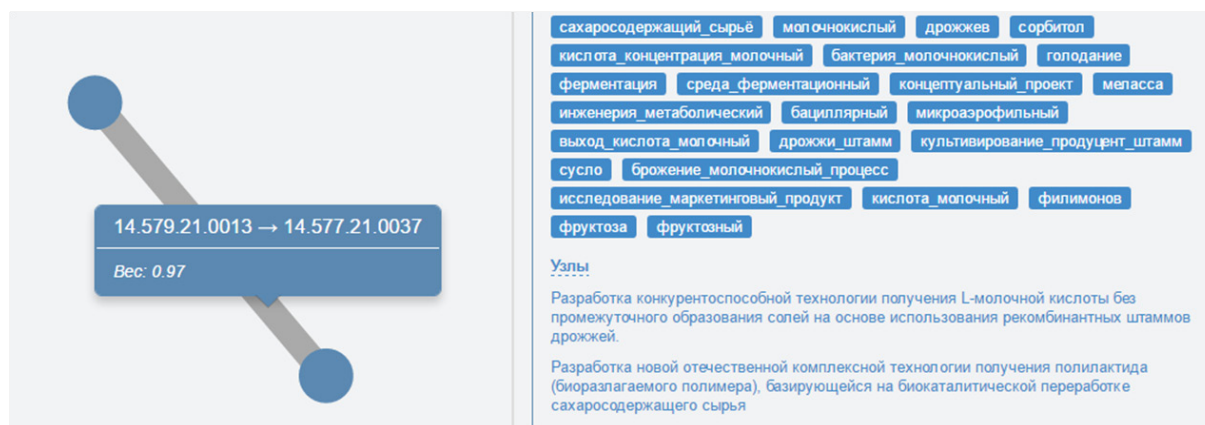 14.579.21.0013 → 14.577.21.0037
Вес: 0.97
сахаросодержащий_сырьё молочнокислый дрожжев сорбитол
кислота_концентрация_молочный бактерия_молочнокислый голодание
ферментация среда_ферментационный концептуальный_проект меласса
инженерия_метаболический бациллярный микроаэрофильный
выход_кислота_молочный дрожжи_штамм культивирование_продуцент_штамм
сусло брожение_молочнокислый_процесс
исследование_маркетинговый_продукт кислота_молочный филимонов
фруктоза фруктозный
Узлы
Разработка конкурентоспособной технологии получения L-молочной кислоты без
промежуточного образования солей на основе использования рекомбинантных штаммов
дрожжей.
Разработка новой отечественной комплексной технологии получения полилактида
(биоразлагаемого полимера), базирующейся на биокаталитической переработке
сахаросодержащего сырья